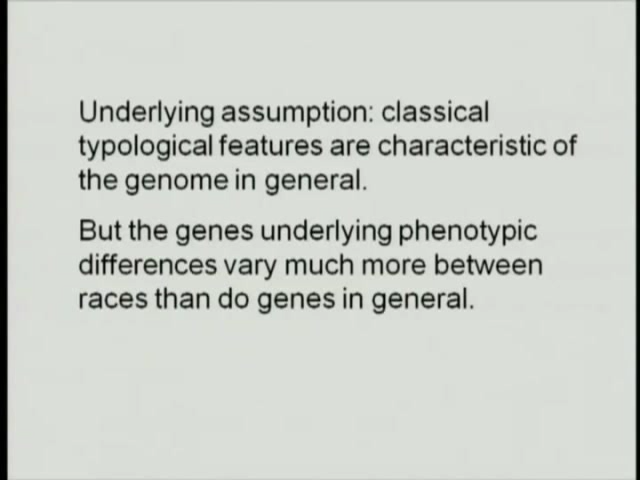 Underlying assumption: classical
typological features are characteristic of
the genome in general.
But the genes underlying phenotypic
differences vary much more between
races than do genes in general.